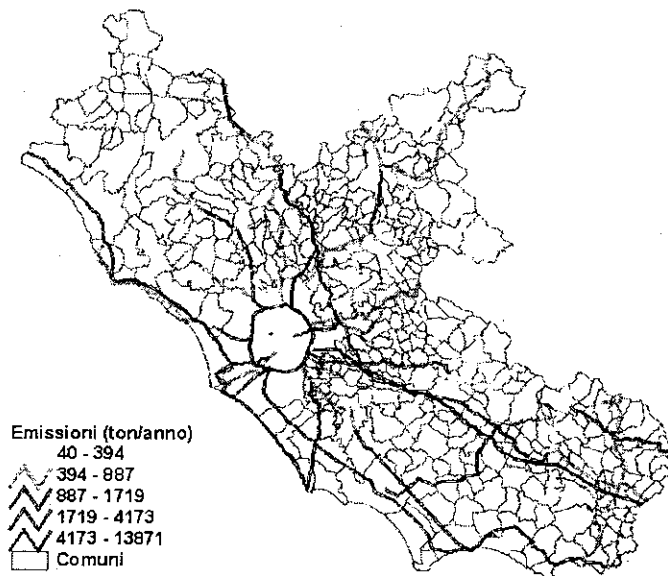 Emissioni (ton/anno)
40 - 394
394 - 887
887 - 1719
1719 - 4173
4173 - 13871
Comuni